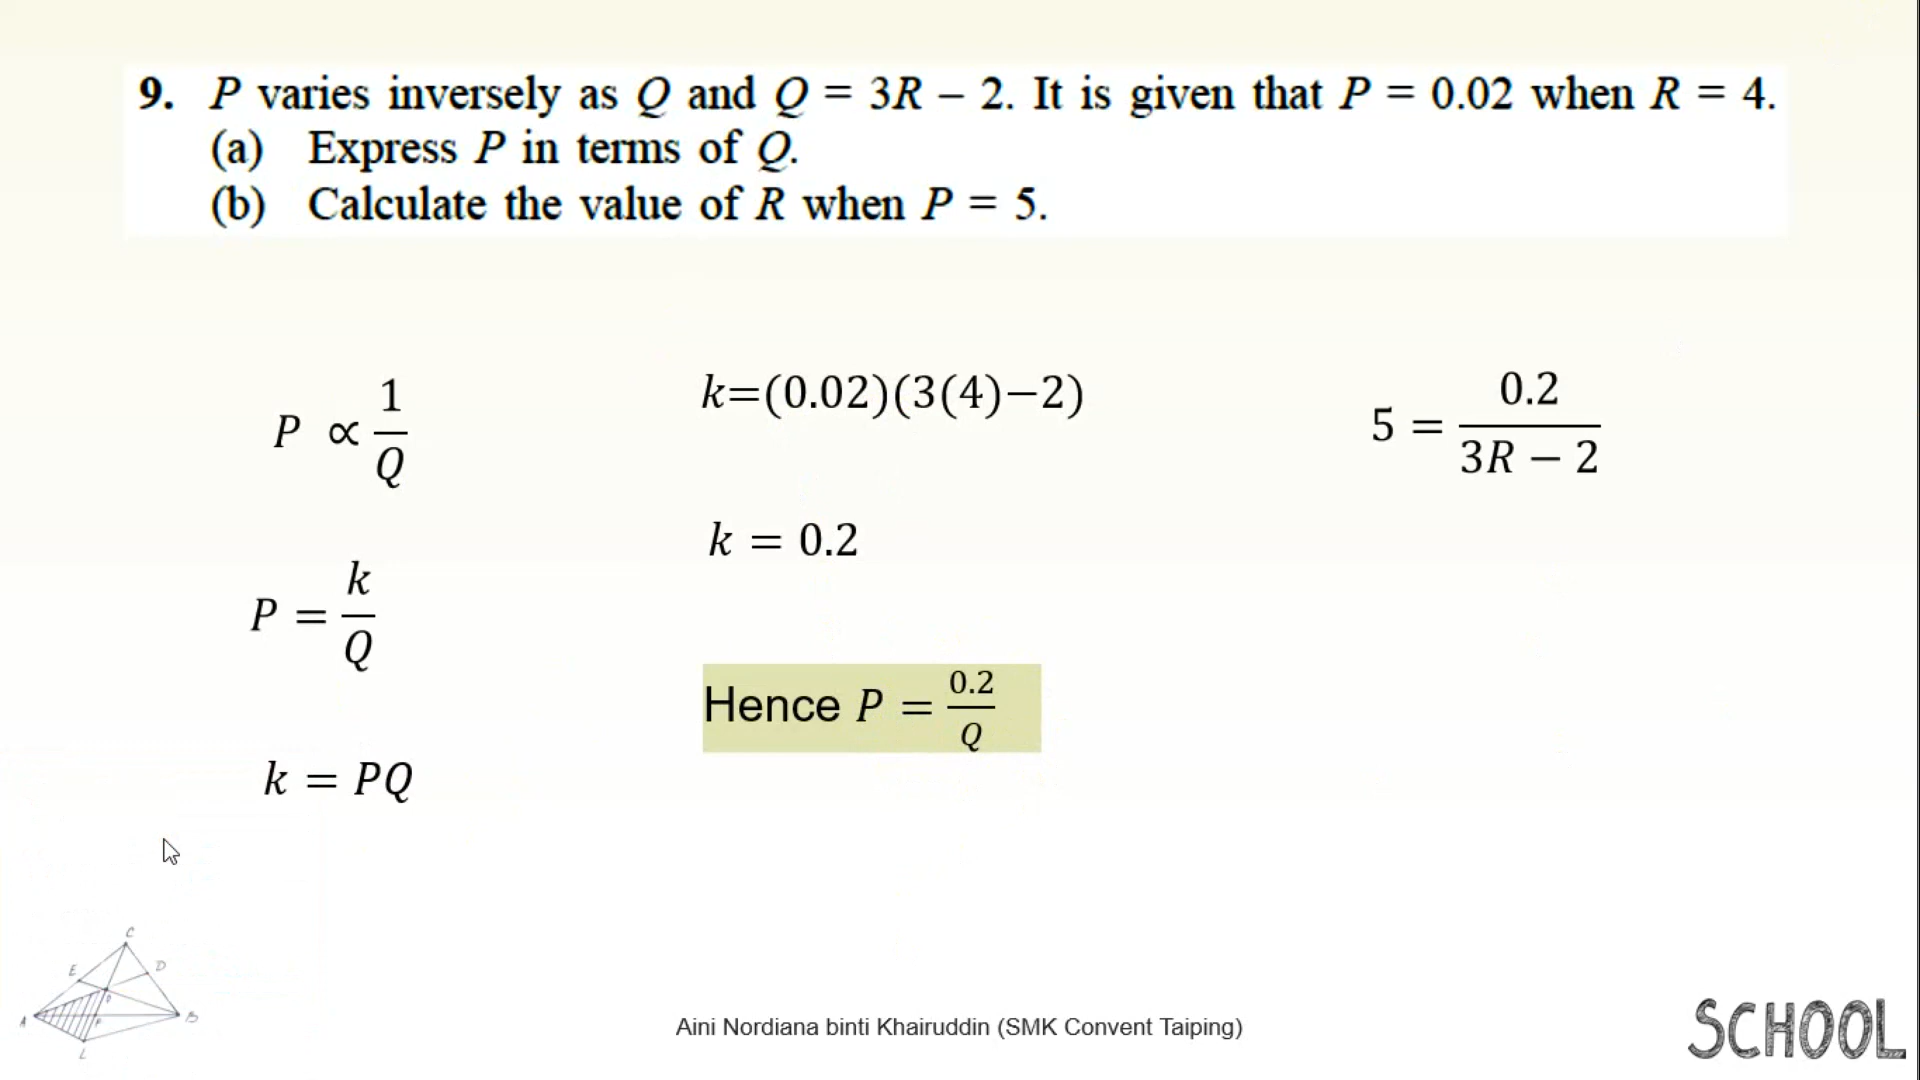 9. P varies inversely as Q and Q = 3R – 2. It is given that P = 0.02 when R = 4.
(a) Express P in terms of Q.
(b) Calculate the value of R when P = 5.
P ∝ 1/Q
P = k/Q
k = PQ
k=(0.02)(3(4)−2)
k = 0.2
Hence P = 0.2/Q
5 = 0.2/(3R − 2)
C
E D
A B
L
Aini Nordiana binti Khairuddin (SMK Convent Taiping)
SCHOOL